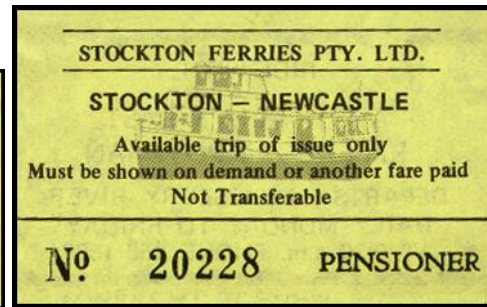 STOCKTON FERRIES PTY. LTD.
STOCKTON – NEWCASTLE
Available trip of issue only
Must be shown on demand or another fare paid
Not Transferable
Nº 20228 PENSIONER